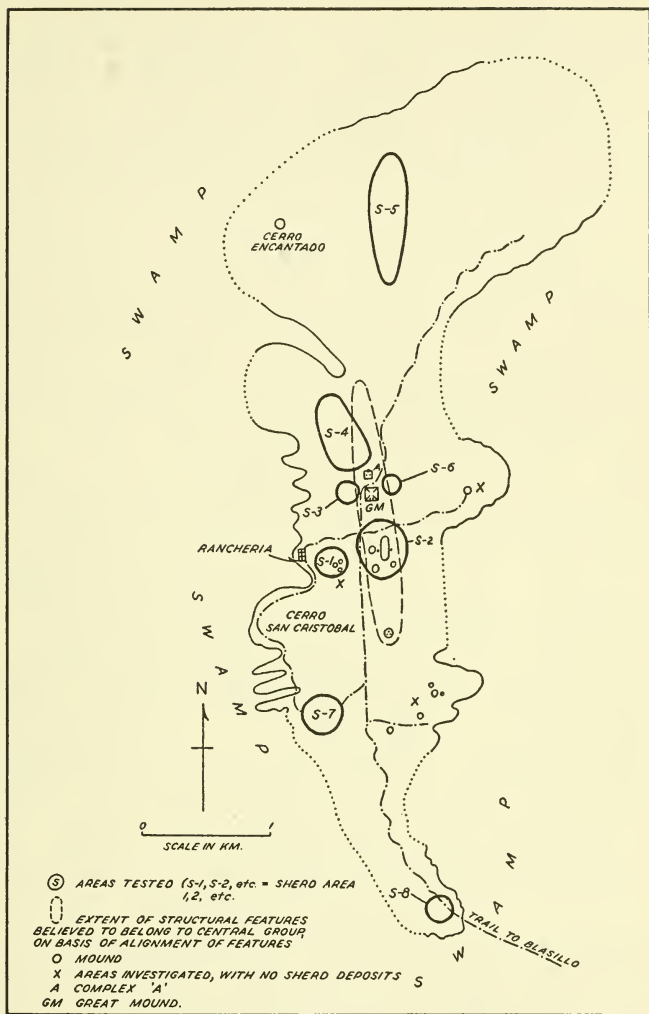 SWAMP
S-5
CERRO
ENCANTADO
SWAMP
S-4
A
S-6
X
S-3
GM
S-2
RANCHERIA
S-1
X
CERRO
SAN CRISTOBAL
SWAMP
N
S-7
X
0 1
SCALE IN KM.
SWAMP
S-8
TRAIL TO BLASILLO
S AREAS TESTED (S-1, S-2, etc. = SHERD AREA
1, 2, etc.
EXTENT OF STRUCTURAL FEATURES
BELIEVED TO BELONG TO CENTRAL GROUP,
ON BASIS OF ALIGNMENT OF FEATURES
MOUND
X AREAS INVESTIGATED, WITH NO SHERD DEPOSITS
A COMPLEX 'A'
GM GREAT MOUND.